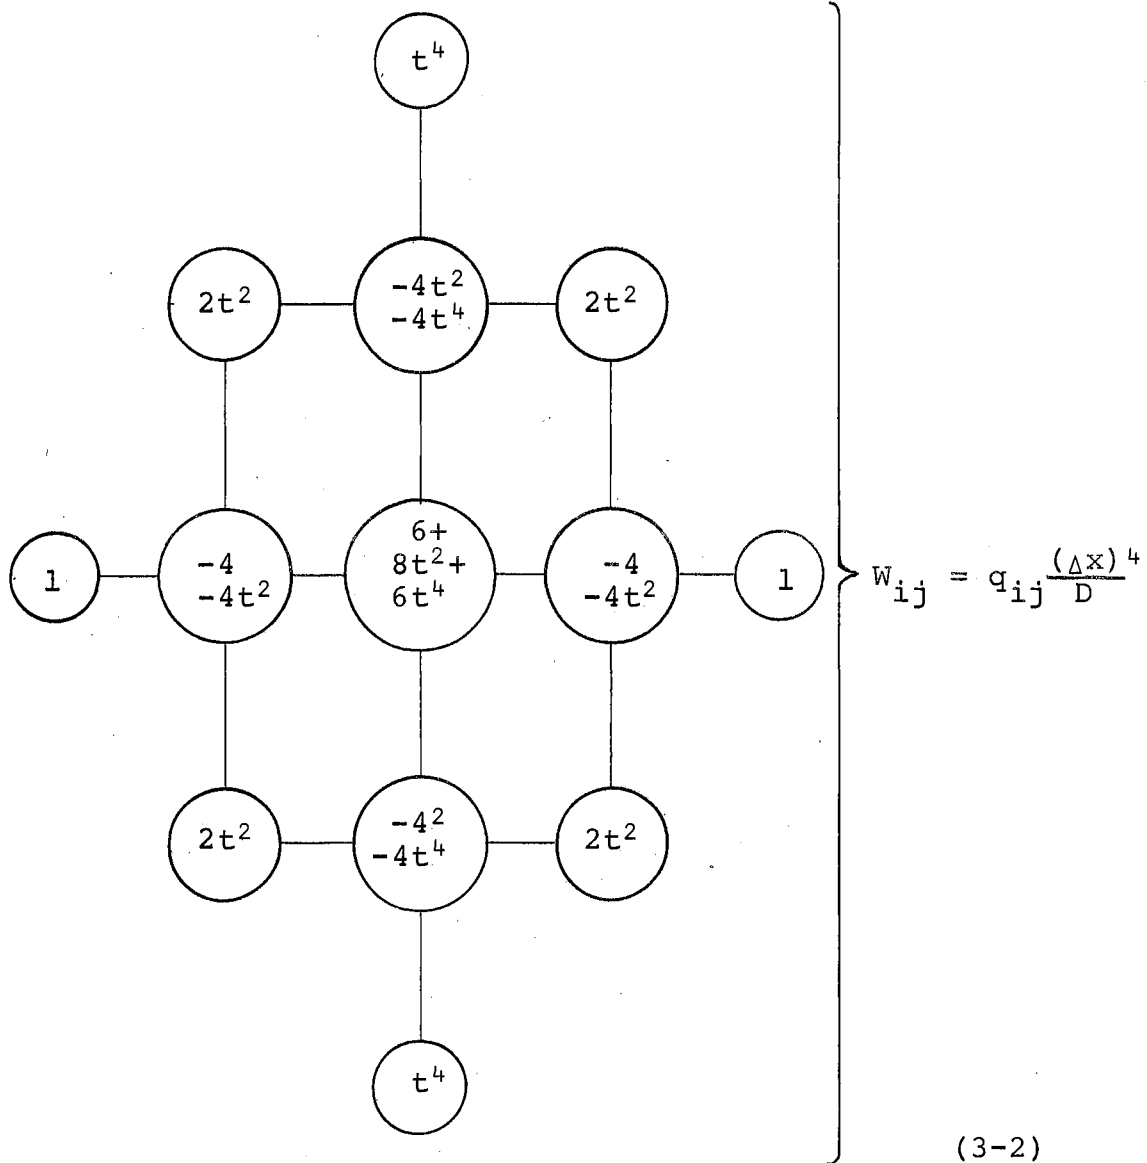 t⁴
2t²
-4t²
-4t⁴
2t²
1
-4
-4t²
6+
8t²+
6t⁴
-4
-4t²
1
W_ij = q_ij (Δx)⁴/D
2t²
-4²
-4t⁴
2t²
t⁴
(3-2)